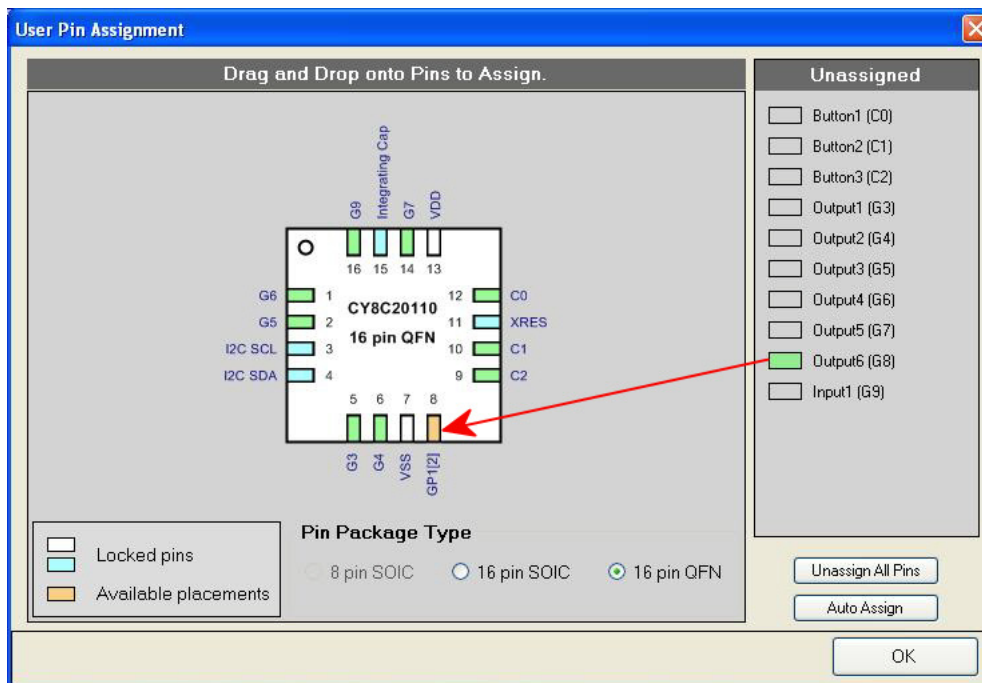 User Pin Assignment
Drag and Drop onto Pins to Assign.
Unassigned
Button1 (C0)
Button2 (C1)
Button3 (C2)
Output1 (G3)
Output2 (G4)
Output3 (G5)
Output4 (G6)
Output5 (G7)
Output6 (G8)
Input1 (G9)
G9
Integrating Cap
G7
VDD
16 15 14 13
G6 1
G5 2
I2C SCL 3
I2C SDA 4
CY8C20110
16 pin QFN
12 C0
11 XRES
10 C1
9 C2
5 6 7 8
G3
G4
VSS
GP1[2]
Locked pins
Available placements
Pin Package Type
8 pin SOIC
16 pin SOIC
16 pin QFN
Unassign All Pins
Auto Assign
OK